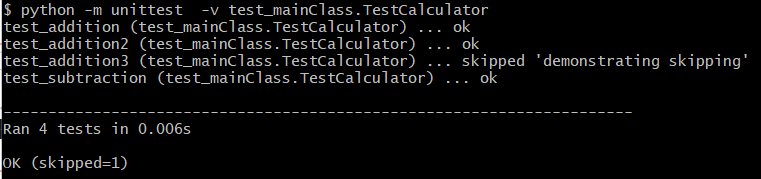 $ python -m unittest  -v test_mainClass.TestCalculator
test_addition (test_mainClass.TestCalculator) ... ok
test_addition2 (test_mainClass.TestCalculator) ... ok
test_addition3 (test_mainClass.TestCalculator) ... skipped 'demonstrating skipping'
test_subtraction (test_mainClass.TestCalculator) ... ok
----------------------------------------------------------------------
Ran 4 tests in 0.006s
OK (skipped=1)